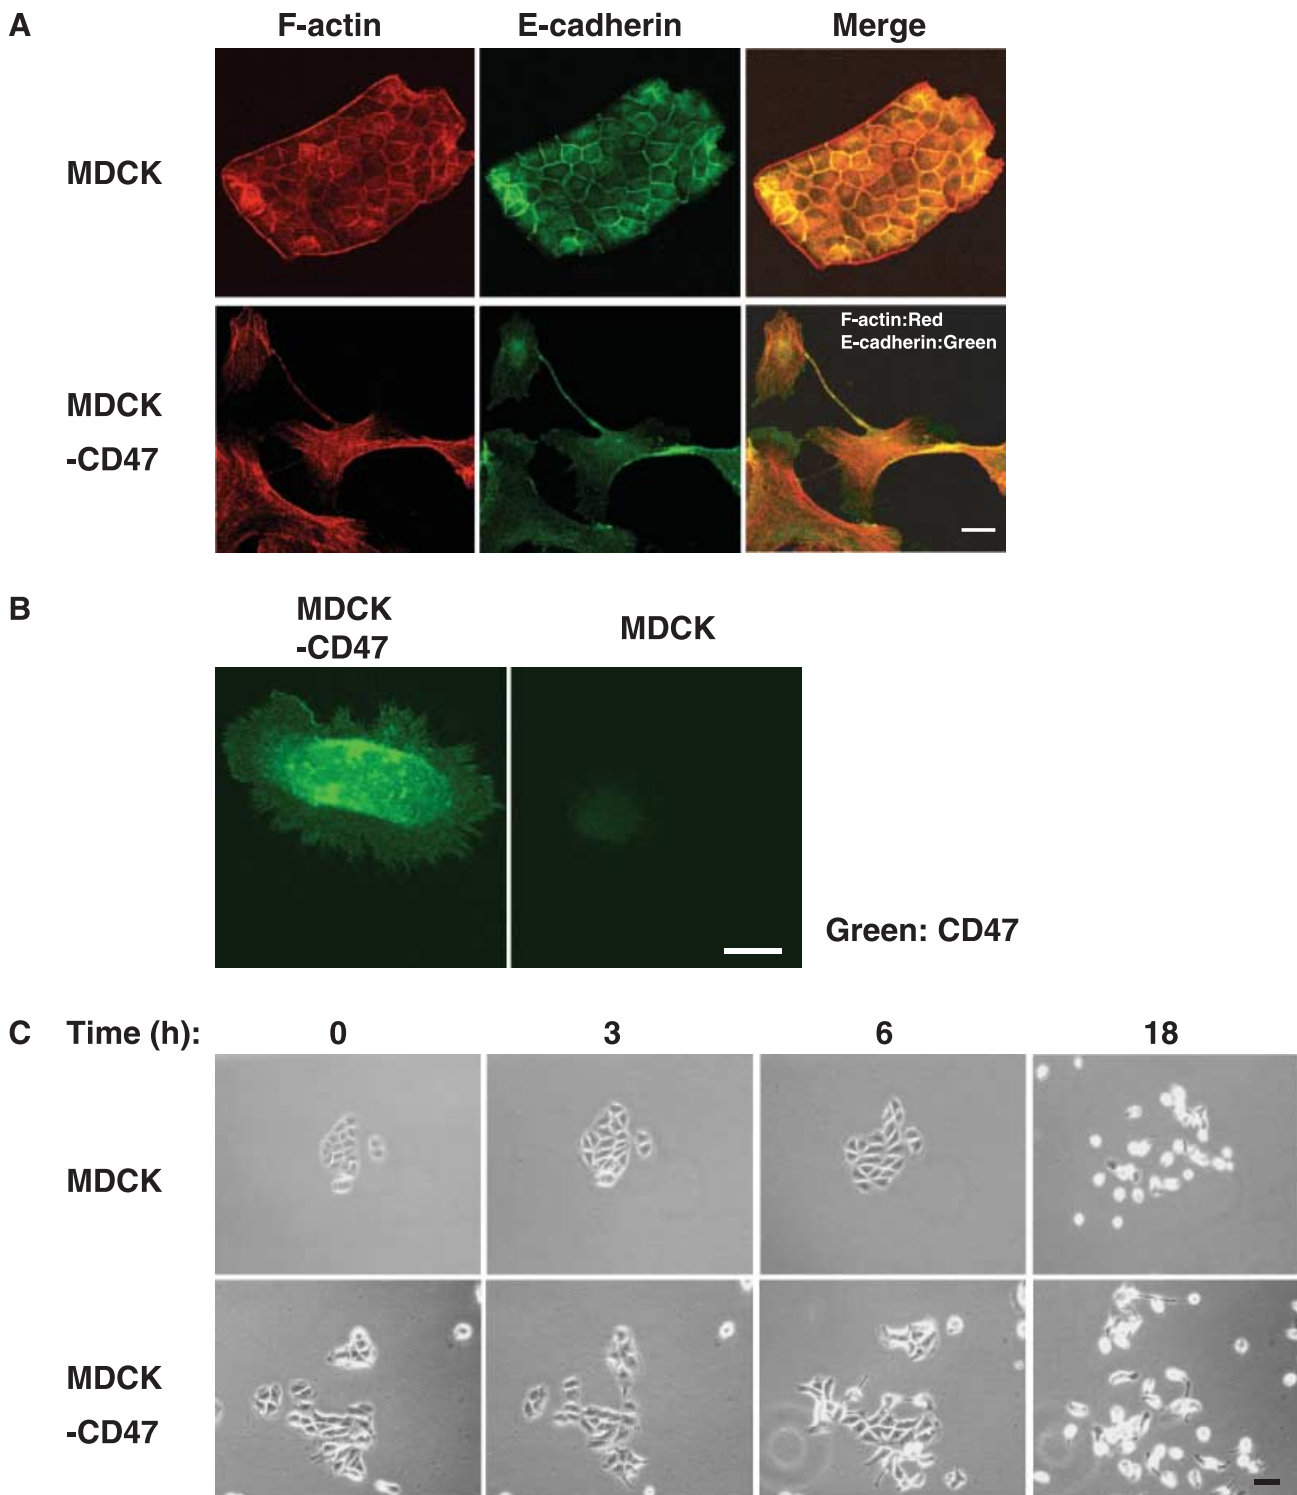 A
F-actin
E-cadherin
Merge
MDCK
MDCK
-CD47
F-actin:Red
E-cadherin:Green
B
MDCK
-CD47
MDCK
Green: CD47
C
Time (h):
0
3
6
18
MDCK
MDCK
-CD47